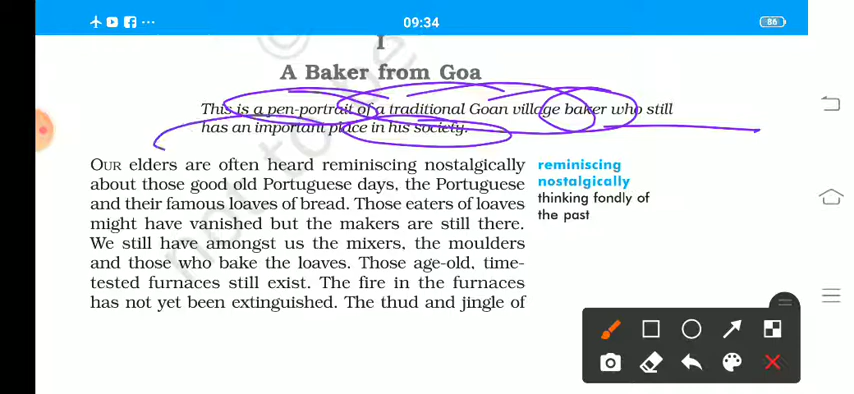 09:34
86
I
A Baker from Goa
This is a pen-portrait of a traditional Goan village baker who still
has an important place in his society.
OUR elders are often heard reminiscing nostalgically
about those good old Portuguese days, the Portuguese
and their famous loaves of bread. Those eaters of loaves
might have vanished but the makers are still there.
We still have amongst us the mixers, the moulders
and those who bake the loaves. Those age-old, time-
tested furnaces still exist. The fire in the furnaces
has not yet been extinguished. The thud and jingle of
reminiscing
nostalgically
thinking fondly of
the past
not to be